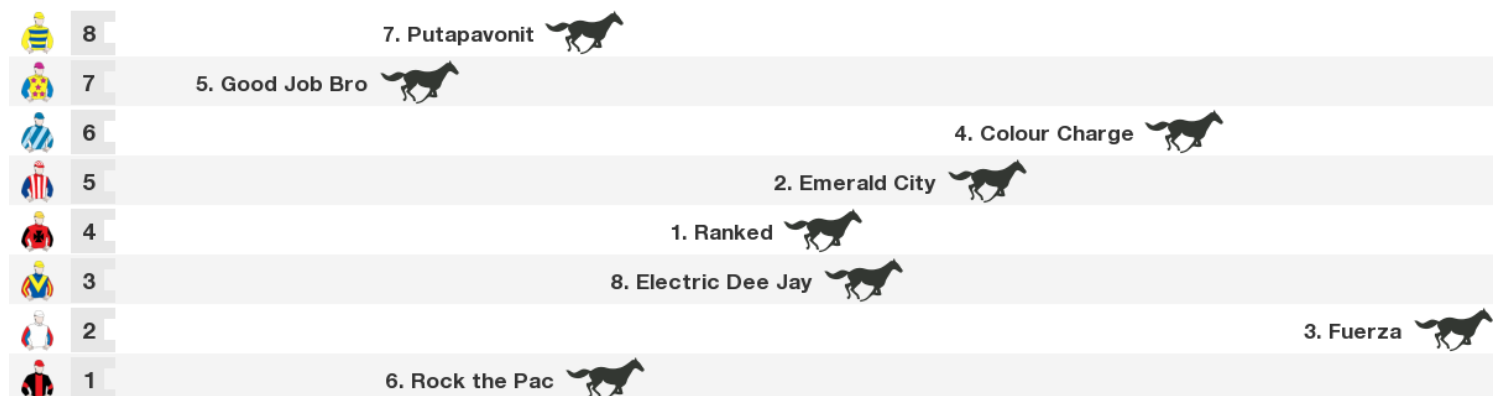 8 7. Putapavonit
7 5. Good Job Bro
6 4. Colour Charge
5 2. Emerald City
4 1. Ranked
3 8. Electric Dee Jay
2 3. Fuerza
1 6. Rock the Pac